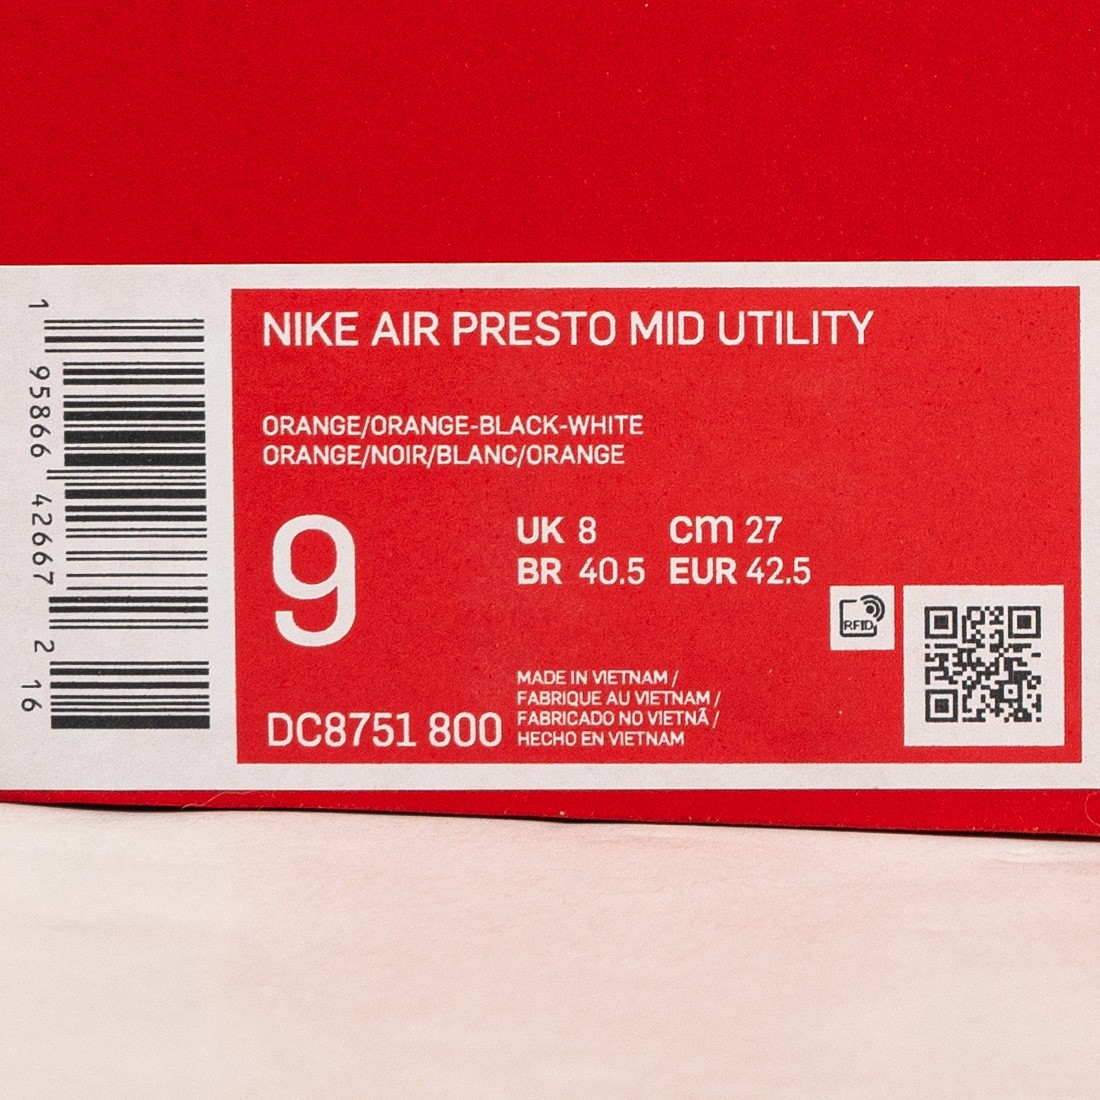 NIKE AIR PRESTO MID UTILITY
ORANGE/ORANGE-BLACK-WHITE
ORANGE/NOIR/BLANC/ORANGE
9
UK 8 cm 27
BR 40.5 EUR 42.5
RFID
MADE IN VIETNAM /
FABRIQUE AU VIETNAM /
FABRICADO NO VIETNÃ /
HECHO EN VIETNAM
DC8751 800
1 95866 42667 2 16